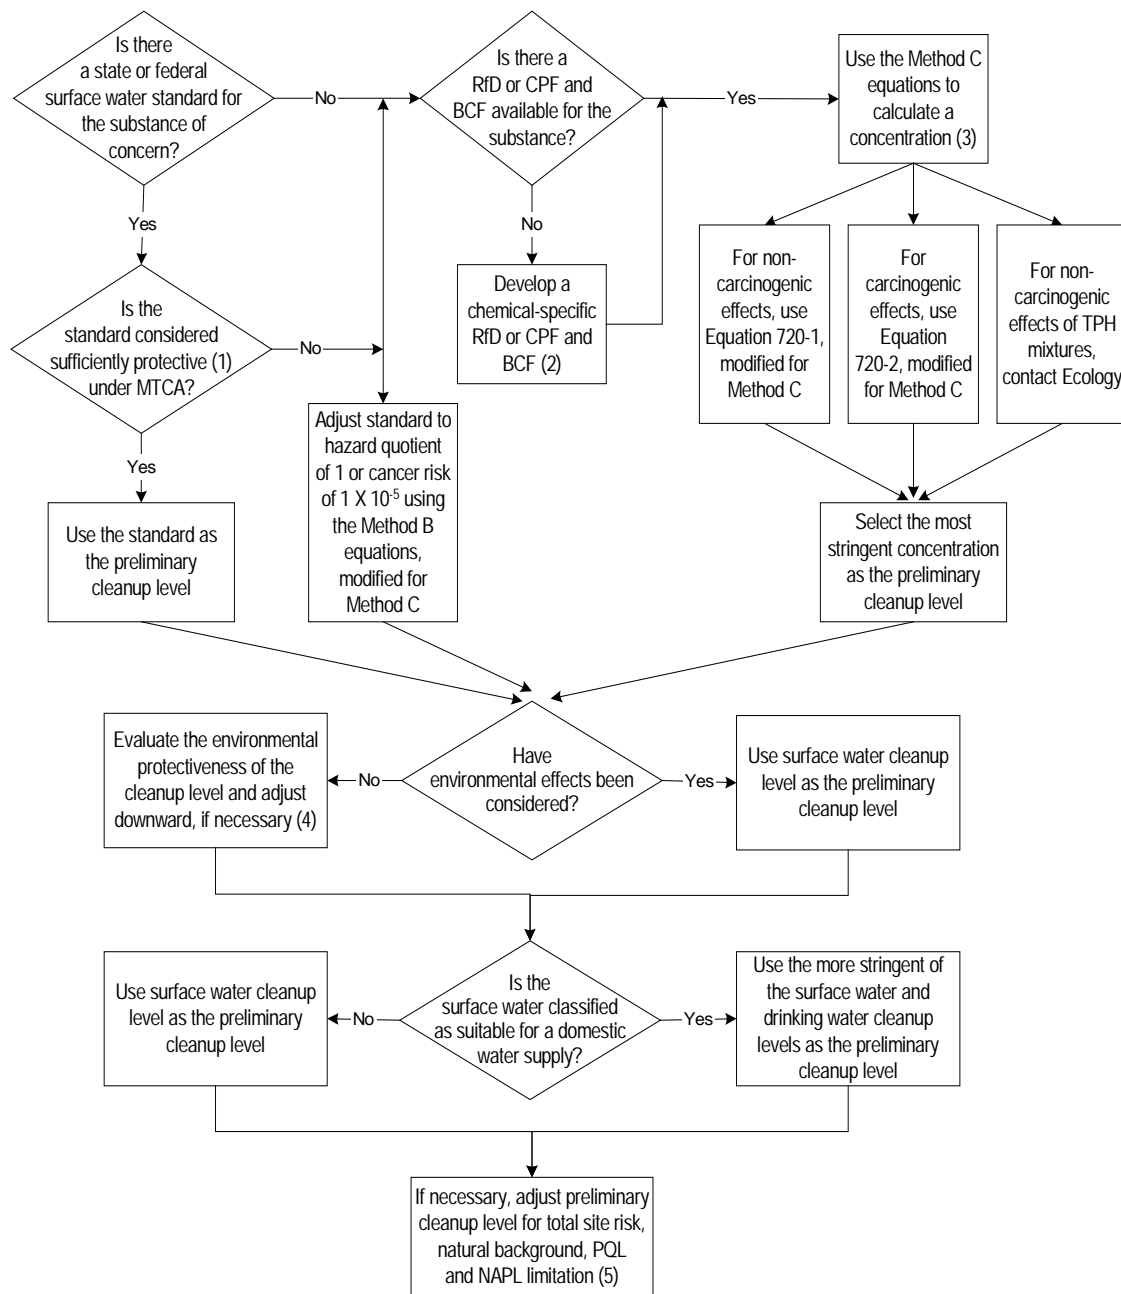 Is there
a state or federal
surface water standard for
the substance of
concern?
No
Is there a
RfD or CPF and
BCF available for the
substance?
Yes
Use the Method C
equations to
calculate a
concentration (3)
Yes
No
Is the
standard considered
sufficiently protective (1)
under MTCA?
No
Develop a
chemical-specific
RfD or CPF and
BCF (2)
For non-
carcinogenic
effects, use
Equation 720-1,
modified for
Method C
For
carcinogenic
effects, use
Equation
720-2, modified
for Method C
For non-
carcinogenic
effects of TPH
mixtures,
contact Ecology
Yes
Adjust standard to
hazard quotient
of 1 or cancer risk
of 1 X 10-5 using
the Method B
equations,
modified for
Method C
Use the standard as
the preliminary
cleanup level
Select the most
stringent concentration
as the preliminary
cleanup level
Evaluate the environmental
protectiveness of the
cleanup level and adjust
downward, if necessary (4)
No
Have
environmental effects been
considered?
Yes
Use surface water cleanup
level as the preliminary
cleanup level
Use surface water cleanup
level as the preliminary
cleanup level
No
Is the
surface water classified
as suitable for a domestic
water supply?
Yes
Use the more stringent of
the surface water and
drinking water cleanup
levels as the preliminary
cleanup level
If necessary, adjust preliminary
cleanup level for total site risk,
natural background, PQL
and NAPL limitation (5)